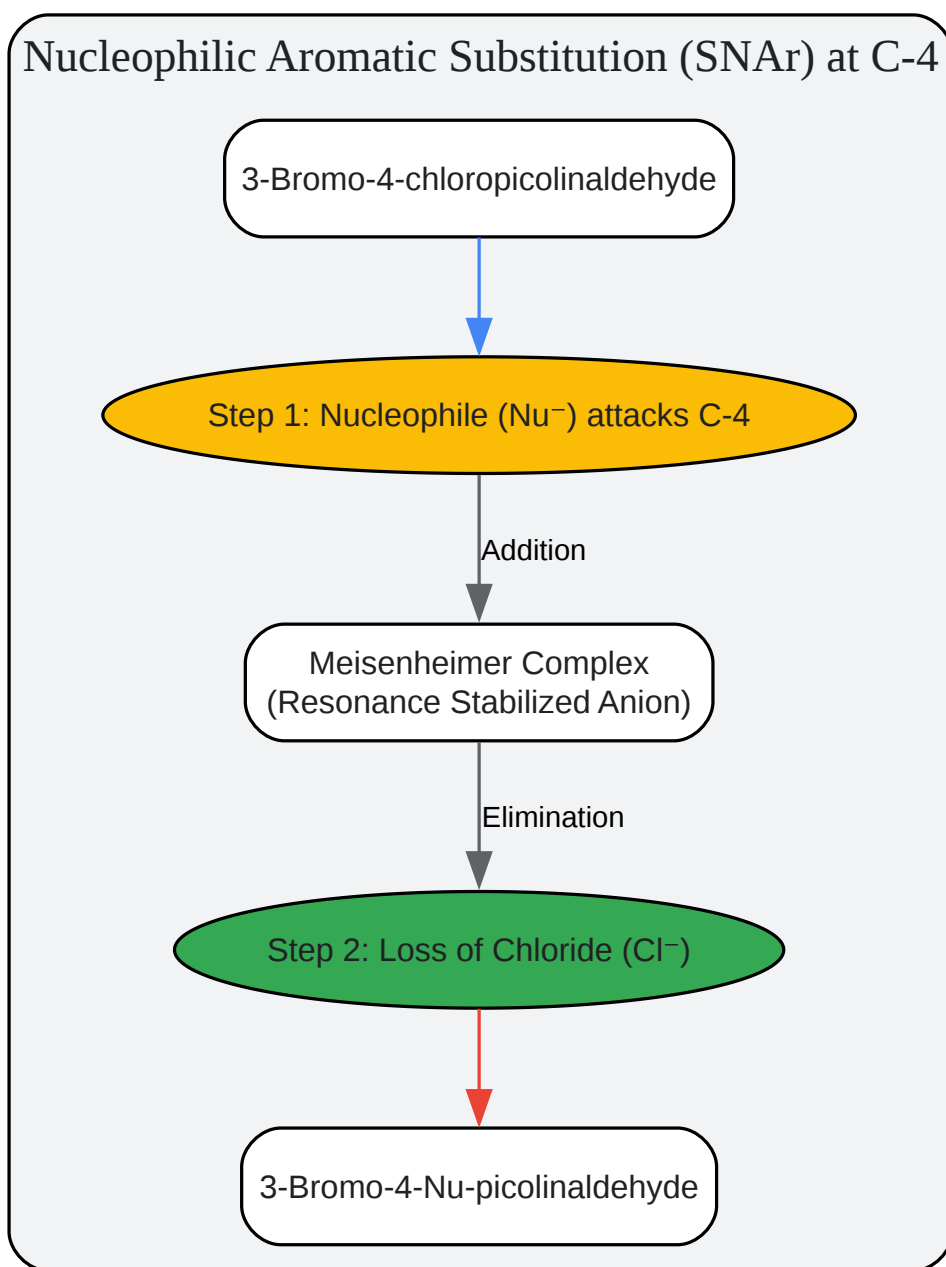 Nucleophilic Aromatic Substitution (SNAr) at C-4
3-Bromo-4-chloropicolinaldehyde
Step 1: Nucleophile (Nu⁻) attacks C-4
Addition
Meisenheimer Complex
(Resonance Stabilized Anion)
Elimination
Step 2: Loss of Chloride (Cl⁻)
3-Bromo-4-Nu-picolinaldehyde